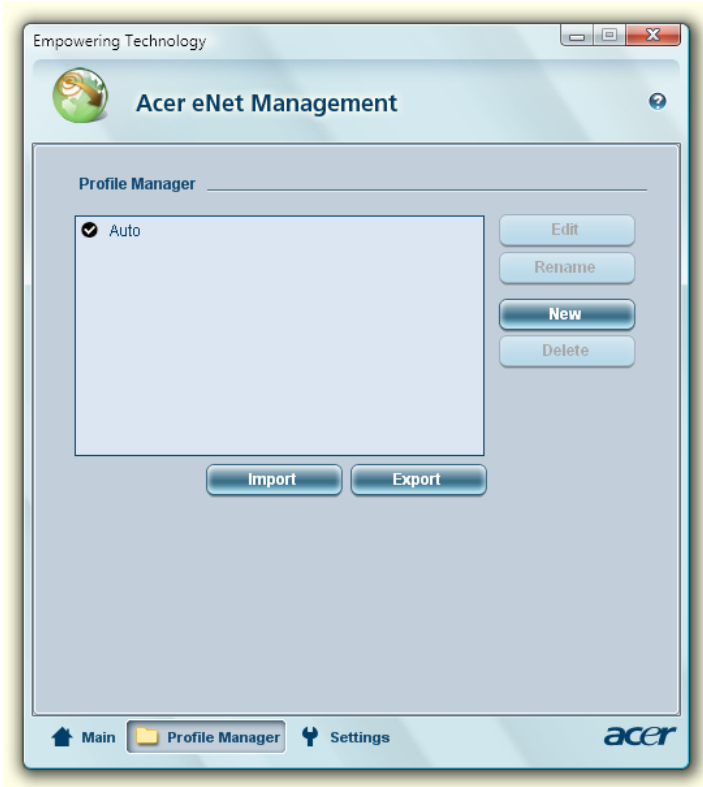 Empowering Technology
Acer eNet Management
Profile Manager
Auto
Edit
Rename
New
Delete
Import Export
Main Profile Manager Settings acer